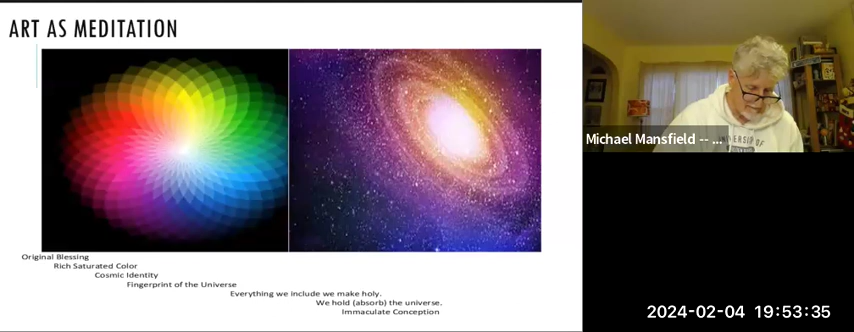 ART AS MEDITATION
Original Blessing
Rich Saturated Color
Cosmic Identity
Fingerprint of the Universe
Everything we include we make holy.
We hold (absorb) the universe.
Immaculate Conception
Michael Mansfield -- ...
2024-02-04 19:53:35